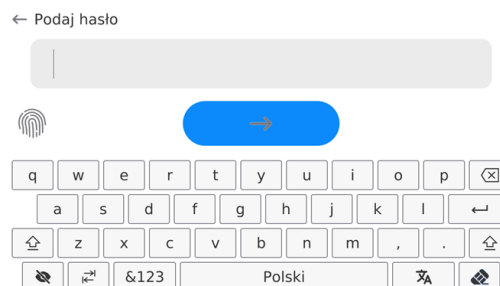 ← Podaj hasło
q w e r t y u i o p
a s d f g h j k l
z x c v b n m , .
&123 Polski